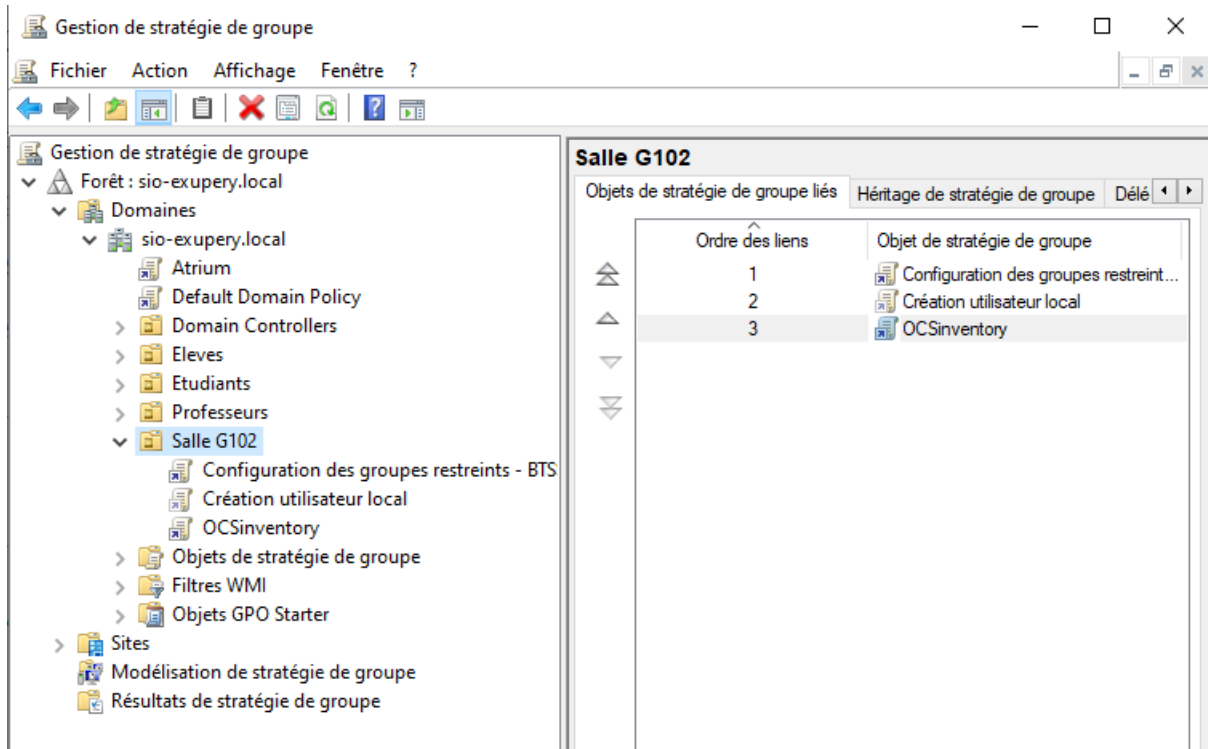 Gestion de stratégie de groupe
Fichier Action Affichage Fenêtre ?
Gestion de stratégie de groupe
Forêt : sio-exupery.local
Domaines
sio-exupery.local
Atrium
Default Domain Policy
Domain Controllers
Eleves
Etudiants
Professeurs
Salle G102
Configuration des groupes restreints - BTS
Création utilisateur local
OCSinventory
Objets de stratégie de groupe
Filtres WMI
Objets GPO Starter
Sites
Modélisation de stratégie de groupe
Résultats de stratégie de groupe
Salle G102
Objets de stratégie de groupe liés Héritage de stratégie de groupe Délé
Ordre des liens Objet de stratégie de groupe
1 Configuration des groupes restreint...
2 Création utilisateur local
3 OCSinventory